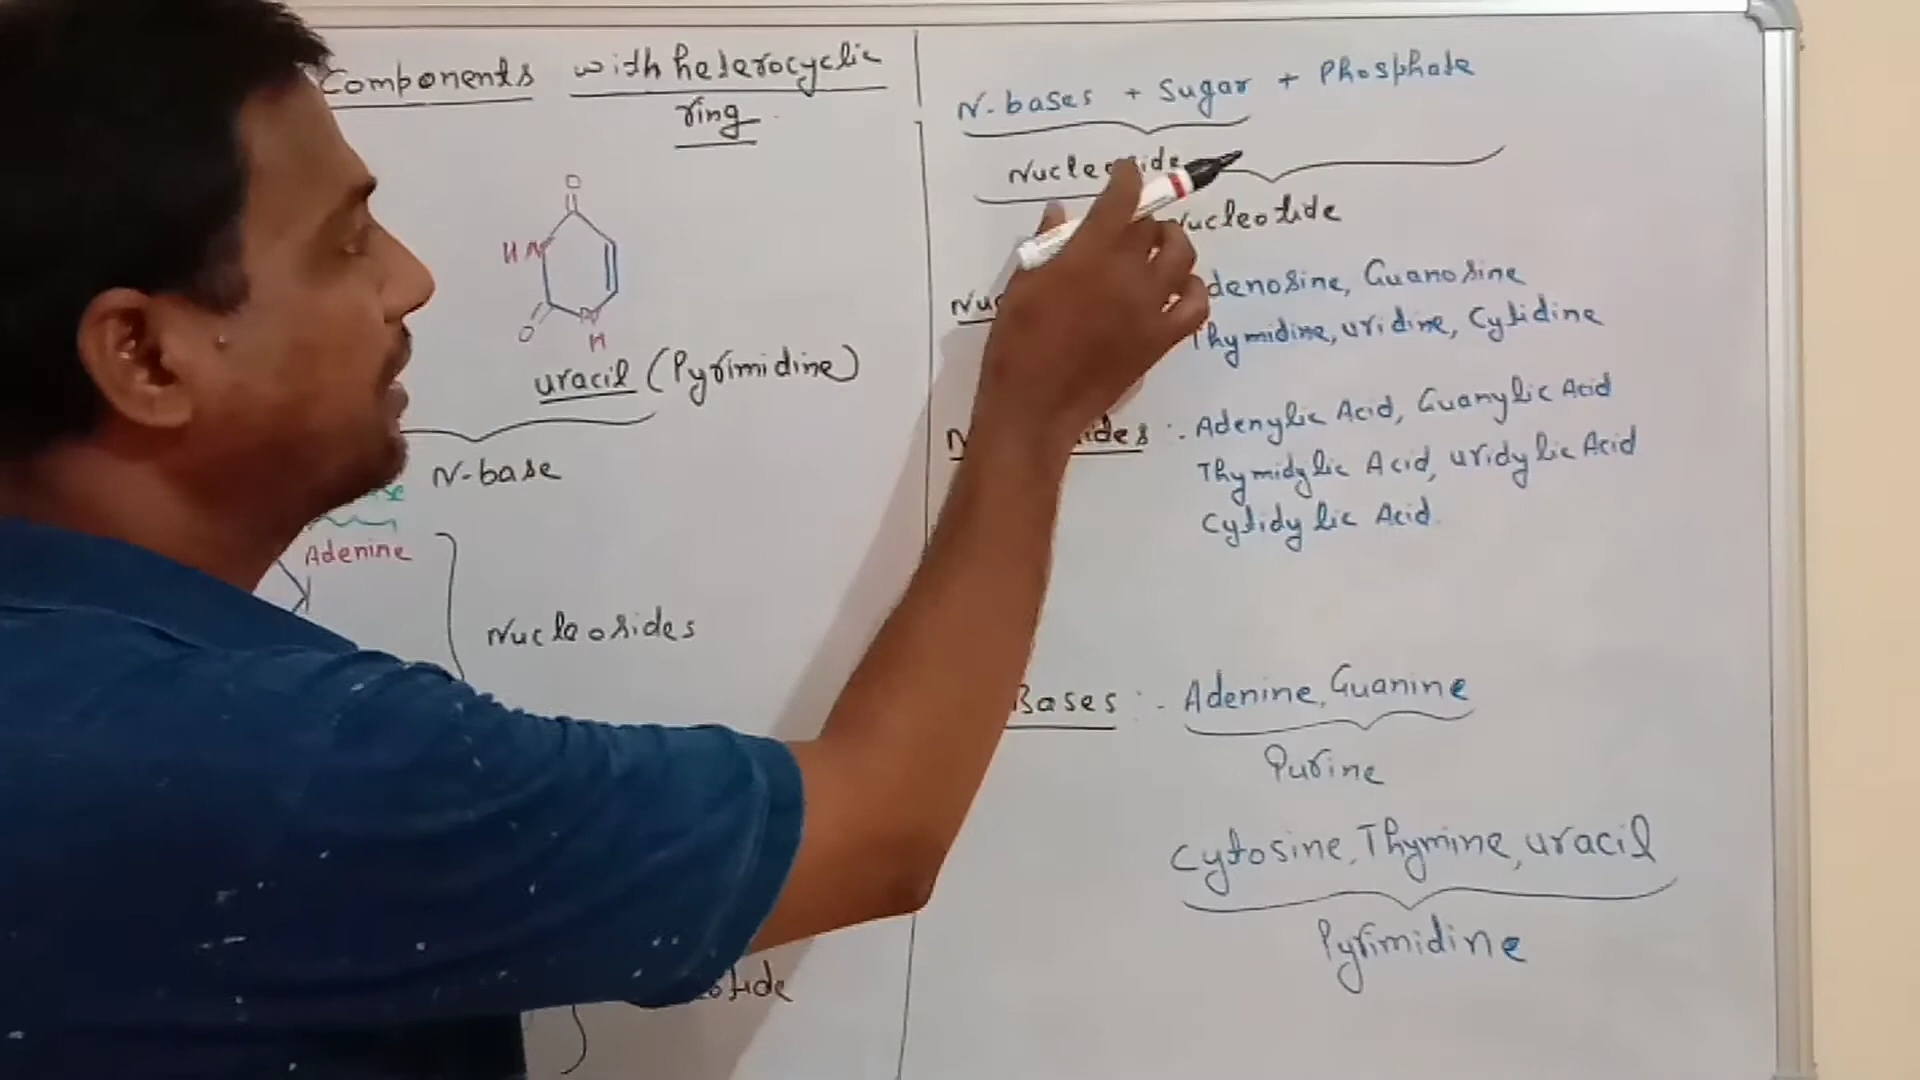 Components with heterocyclic
ring
O
HN
O
N
H
uracil (Pyrimidine)
N-base
Adenine
Nucleosides
N-bases + Sugar + Phosphate
Nucleoside
Nucleotide
Adenosine, Guanosine
Thymidine, uridine, Cytidine
Adenylic Acid, Guanylic Acid
Thymidylic Acid, uridylic Acid
Cytidylic Acid
Bases :- Adenine, Guanine
Purine
Cytosine, Thymine, uracil
Pyrimidine